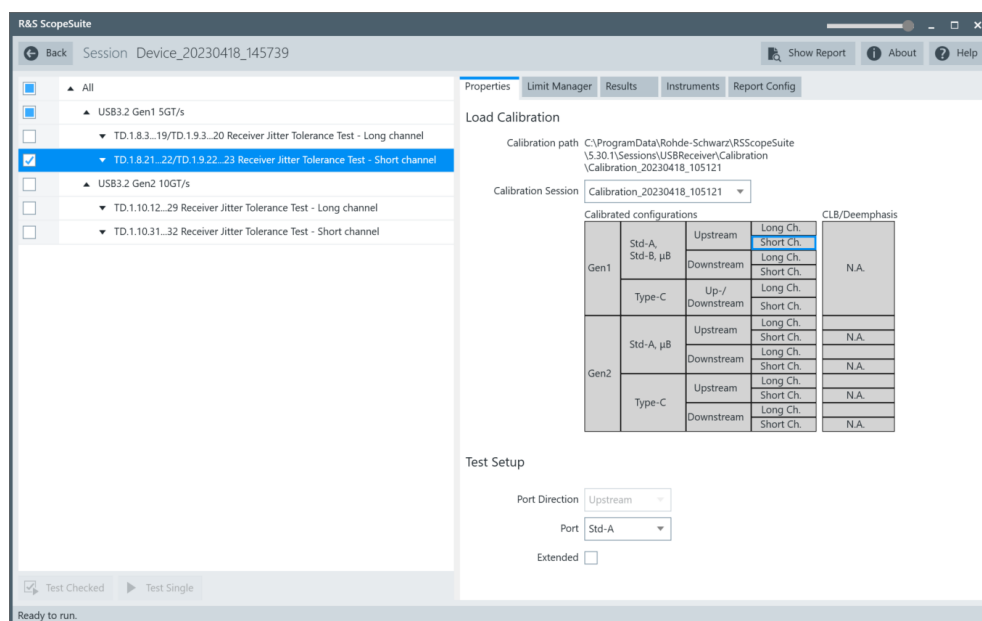 R&S ScopeSuite
Back
Session Device_20230418_145739
Show Report
About
Help
All
USB3.2 Gen1 5GT/s
TD.1.8.3...19/TD.1.9.3...20 Receiver Jitter Tolerance Test - Long channel
TD.1.8.21...22/TD.1.9.22...23 Receiver Jitter Tolerance Test - Short channel
USB3.2 Gen2 10GT/s
TD.1.10.12...29 Receiver Jitter Tolerance Test - Long channel
TD.1.10.31...32 Receiver Jitter Tolerance Test - Short channel
Test Checked
Test Single
Ready to run.
Properties
Limit Manager
Results
Instruments
Report Config
Load Calibration
Calibration path C:\ProgramData\Rohde-Schwarz\RSScopeSuite
\5.30.1\Sessions\USBReceiver\Calibration
\Calibration_20230418_105121
Calibration Session Calibration_20230418_105121
Calibrated configurations
CLB/Deemphasis
Gen1
Std-A,
Std-B, µB
Upstream
Long Ch.
Short Ch.
Downstream
Long Ch.
Short Ch.
Type-C
Up-/
Downstream
Long Ch.
Short Ch.
N.A.
Gen2
Std-A, µB
Upstream
Long Ch.
Short Ch.
N.A.
Downstream
Long Ch.
Short Ch.
N.A.
Type-C
Upstream
Long Ch.
Short Ch.
N.A.
Downstream
Long Ch.
Short Ch.
N.A.
Test Setup
Port Direction Upstream
Port Std-A
Extended